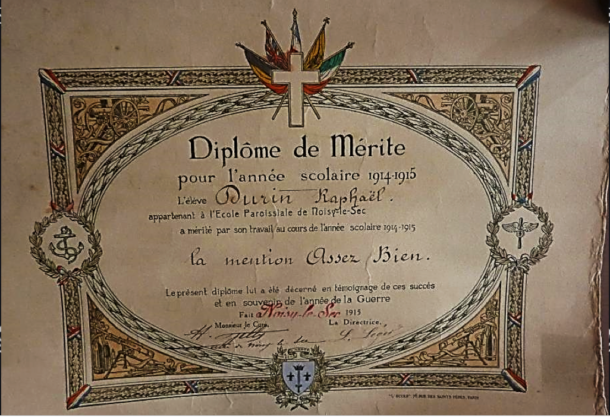 Diplôme de Mérite
pour l'année scolaire 1914-1915
L'élève Durin Raphaël.
appartenant à l'Ecole Paroissiale de Noisy-le-Sec
a mérité par son travail au cours de l'année scolaire 1914-1915
la mention Assez Bien.
Le présent diplôme lui a été décerné en témoignage de ces succés
et en souvenir de l'année de la Guerre
Fait à Noisy-le-Sec 1915
Monsieur le Curé, La Directrice,